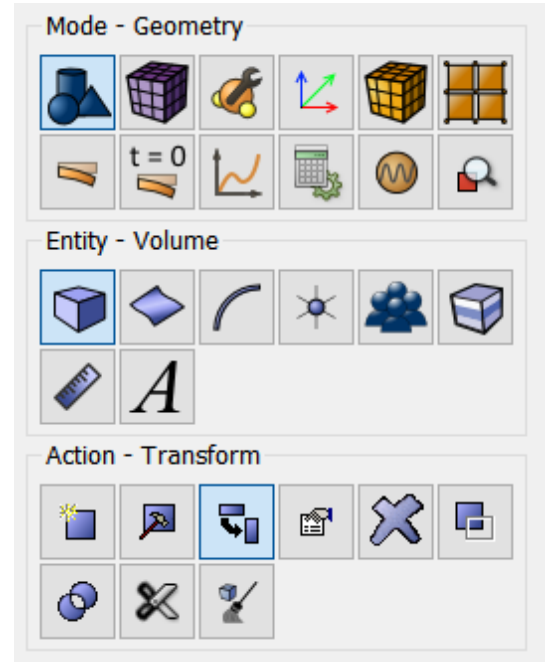 Mode - Geometry
t = 0
Entity - Volume
A
Action - Transform